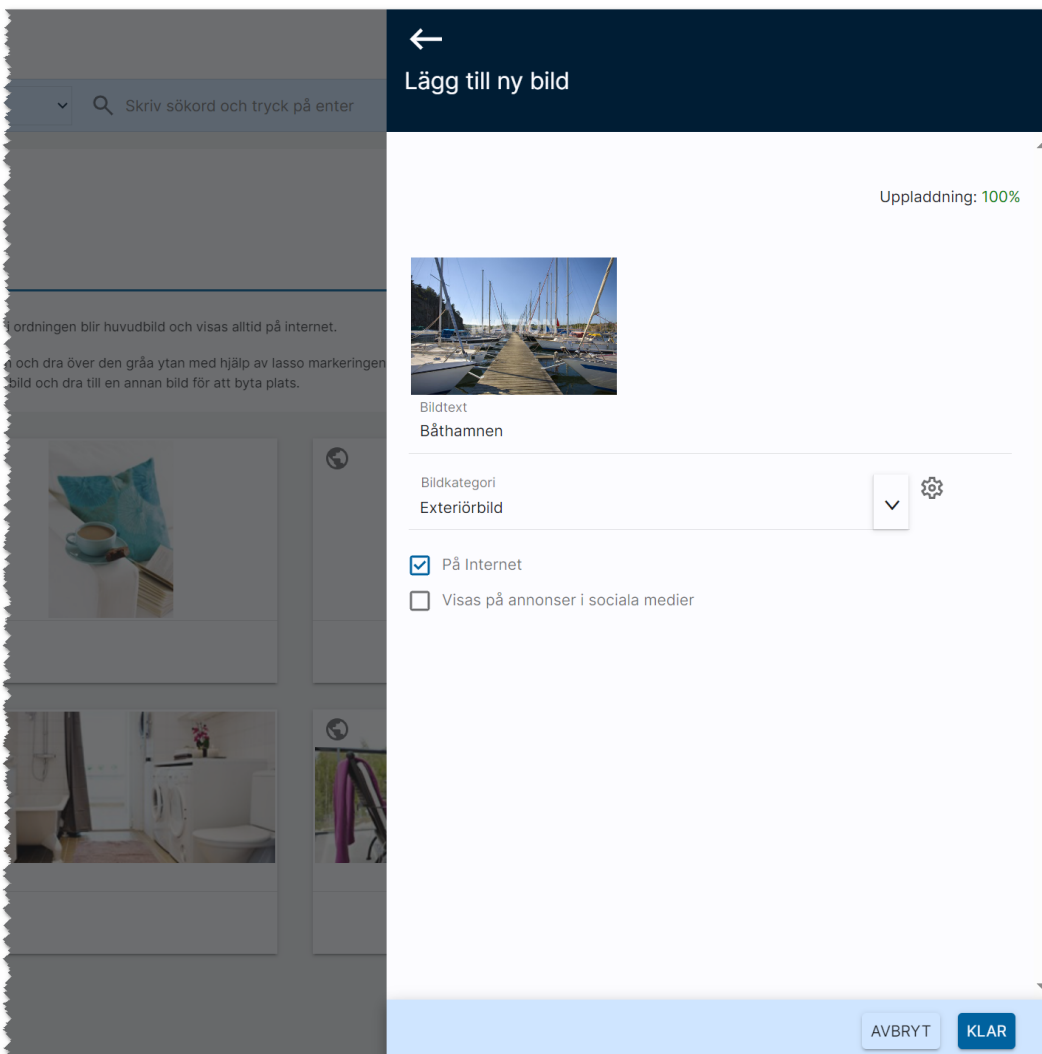 Lägg till ny bild
Skriv sökord och tryck på enter
Uppladdning: 100%
i ordningen blir huvudbild och visas alltid på internet.
och dra över den gråa ytan med hjälp av lasso markeringen
bild och dra till en annan bild för att byta plats.
Bildtext
Båthamnen
Bildkategori
Exteriörbild
På Internet
Visas på annonser i sociala medier
AVBRYT
KLAR